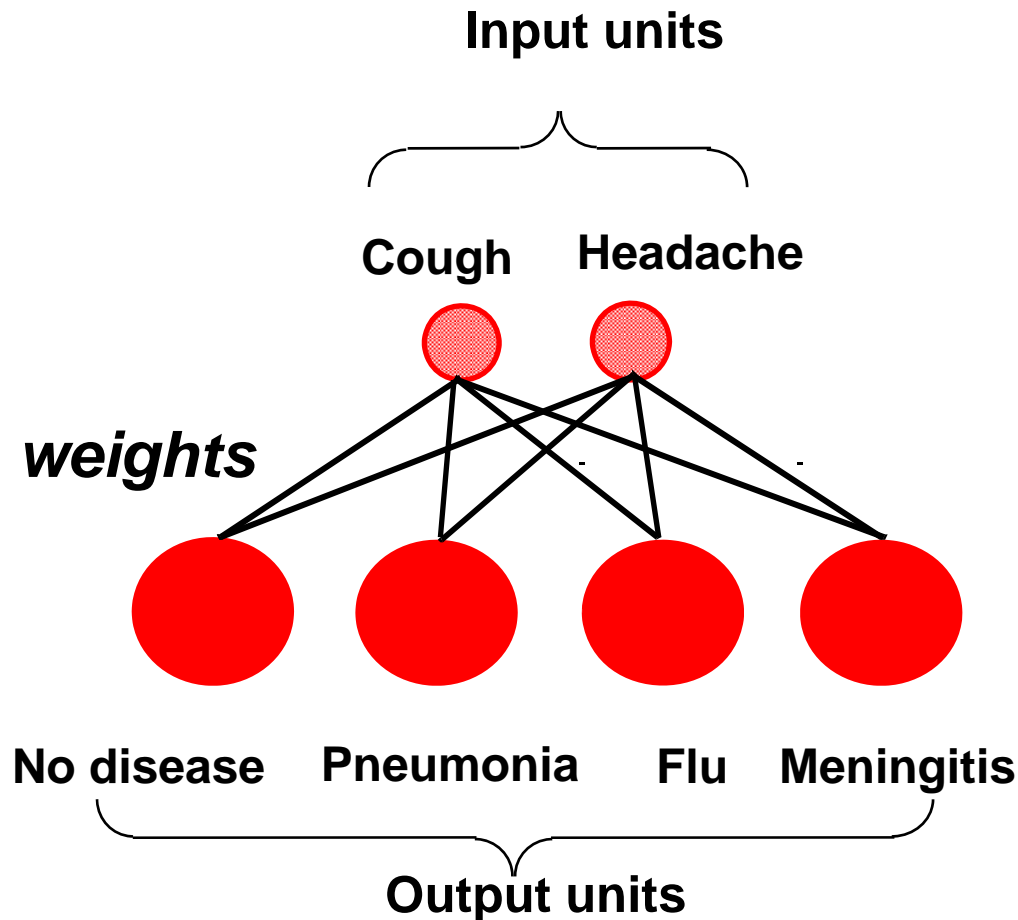 Input units
Cough Headache
weights
- -
No disease Pneumonia Flu Meningitis
Output units